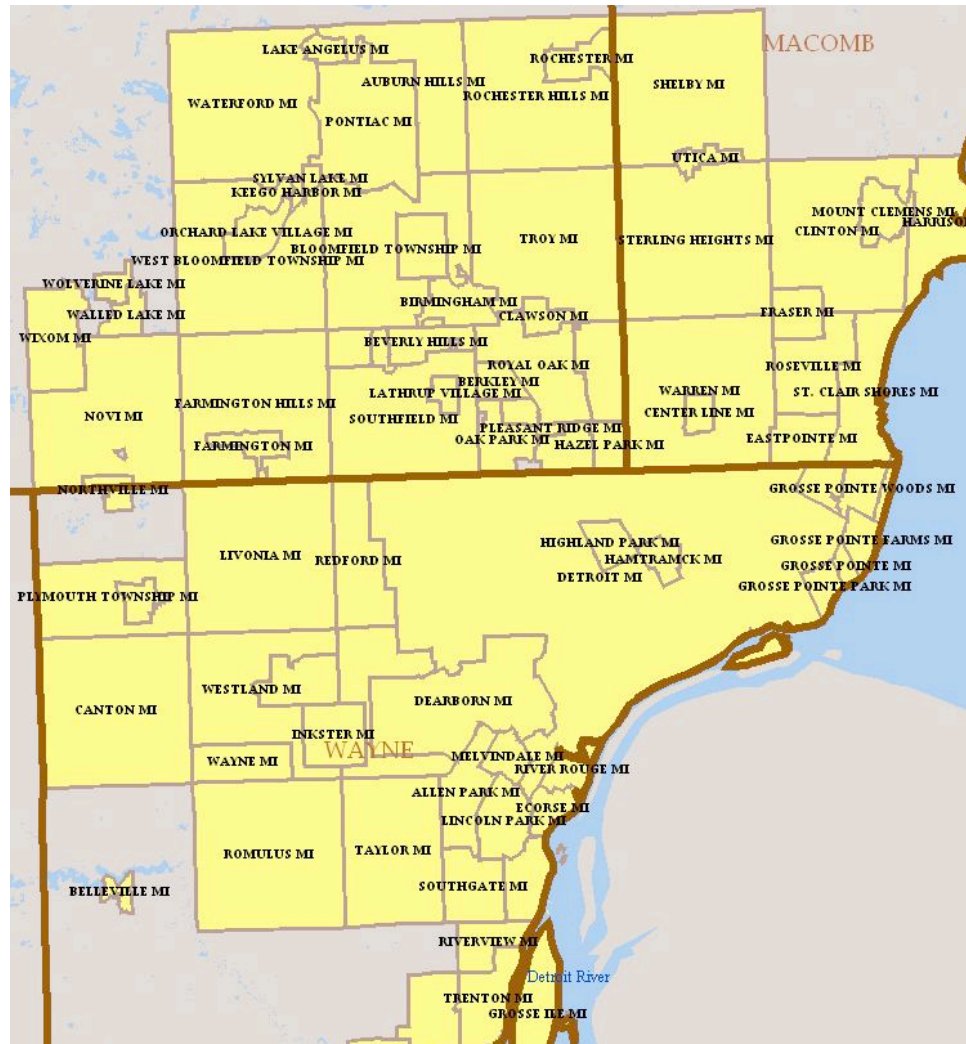 MACOMB
LAKE ANGELUS MI
ROCHESTER MI
AUBURN HILLS MI
SHELBY MI
ROCHESTER HILLS MI
WATERFORD MI
PONTIAC MI
UTICA MI
SYLVAN LAKE MI
KEEGO HARBOR MI
MOUNT CLEMENS MI
HARRISO
ORCHARD LAKE VILLAGE MI
CLINTON MI
TROY MI
STERLING HEIGHTS MI
BLOOMFIELD TOWNSHIP MI
WEST BLOOMFIELD TOWNSHIP MI
WOLVERINE LAKE MI
BIRMINGHAM MI
WALLED LAKE MI
CLAWSON MI
FRASER MI
WIXOM MI
BEVERLY HILLS MI
ROYAL OAK MI
ROSEVILLE MI
BERKLEY MI
LATHRUP VILLAGE MI
WARREN MI
ST. CLAIR SHORES MI
FARMINGTON HILLS MI
CENTER LINE MI
NOVI MI
SOUTHFIELD MI
PLEASANT RIDGE MI
OAK PARK MI
EASTPOINTE MI
FARMINGTON MI
HAZEL PARK MI
NORTHVILLE MI
GROSSE POINTE WOODS MI
HIGHLAND PARK MI
GROSSE POINTE FARMS MI
LIVONIA MI
REDFORD MI
HAMTRAMCK MI
GROSSE POINTE MI
DETROIT MI
GROSSE POINTE PARK MI
PLYMOUTH TOWNSHIP MI
WESTLAND MI
DEARBORN MI
CANTON MI
INKSTER MI
WAYNE
MELVINDALE MI
WAYNE MI
RIVER ROUGE MI
ALLEN PARK MI
ECORSE MI
LINCOLN PARK MI
ROMULUS MI
TAYLOR MI
SOUTHGATE MI
BELLEVILLE MI
RIVERVIEW MI
Detroit River
TRENTON MI
GROSSE ILE MI